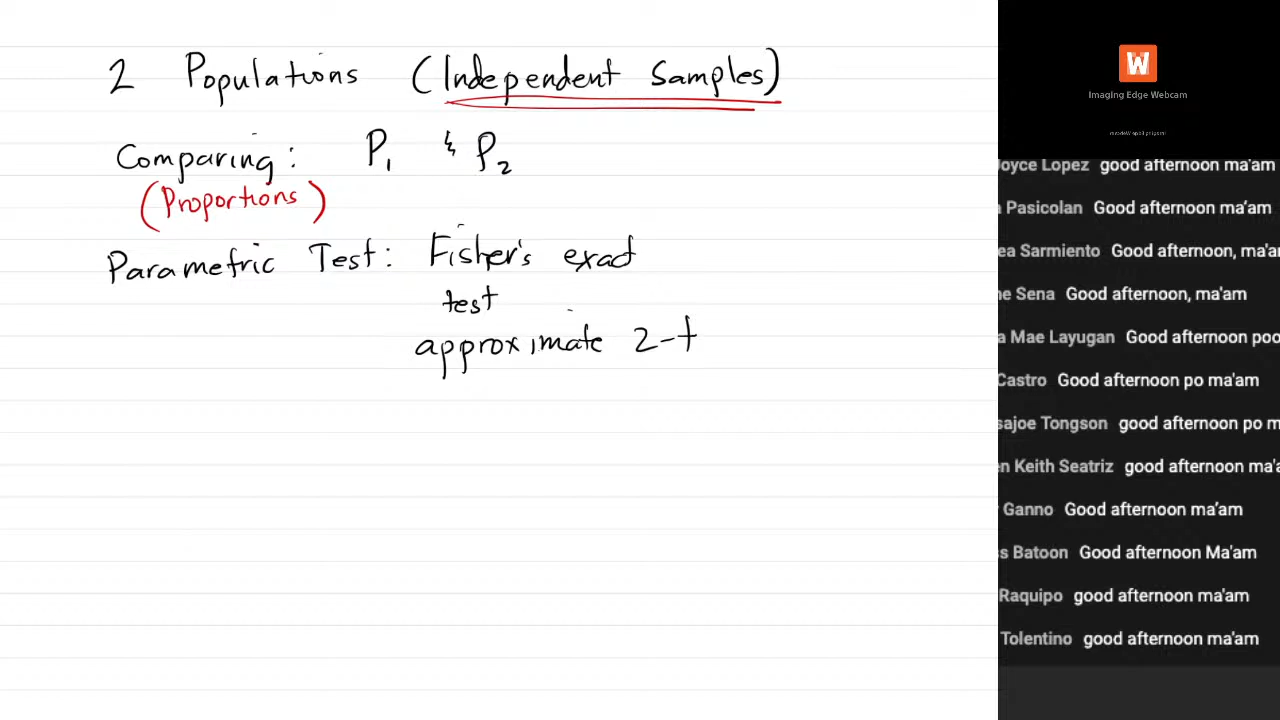 2 Populations (Independent Samples)
Comparing: P1 & P2
(Proportions)
Parametric Test: Fisher's exact
test
approximate 2-t
W
Imaging Edge Webcam
Joyce Lopez good afternoon ma'am
a Pasicolan Good afternoon ma'am
ea Sarmiento Good afternoon, ma'am
ne Sena Good afternoon, ma'am
a Mae Layugan Good afternoon poo
Castro Good afternoon po ma'am
sajoe Tongson good afternoon po m
en Keith Seatriz good afternoon ma'a
Ganno Good afternoon ma'am
ss Batoon Good afternoon Ma'am
Raquipo good afternoon ma'am
Tolentino good afternoon ma'am